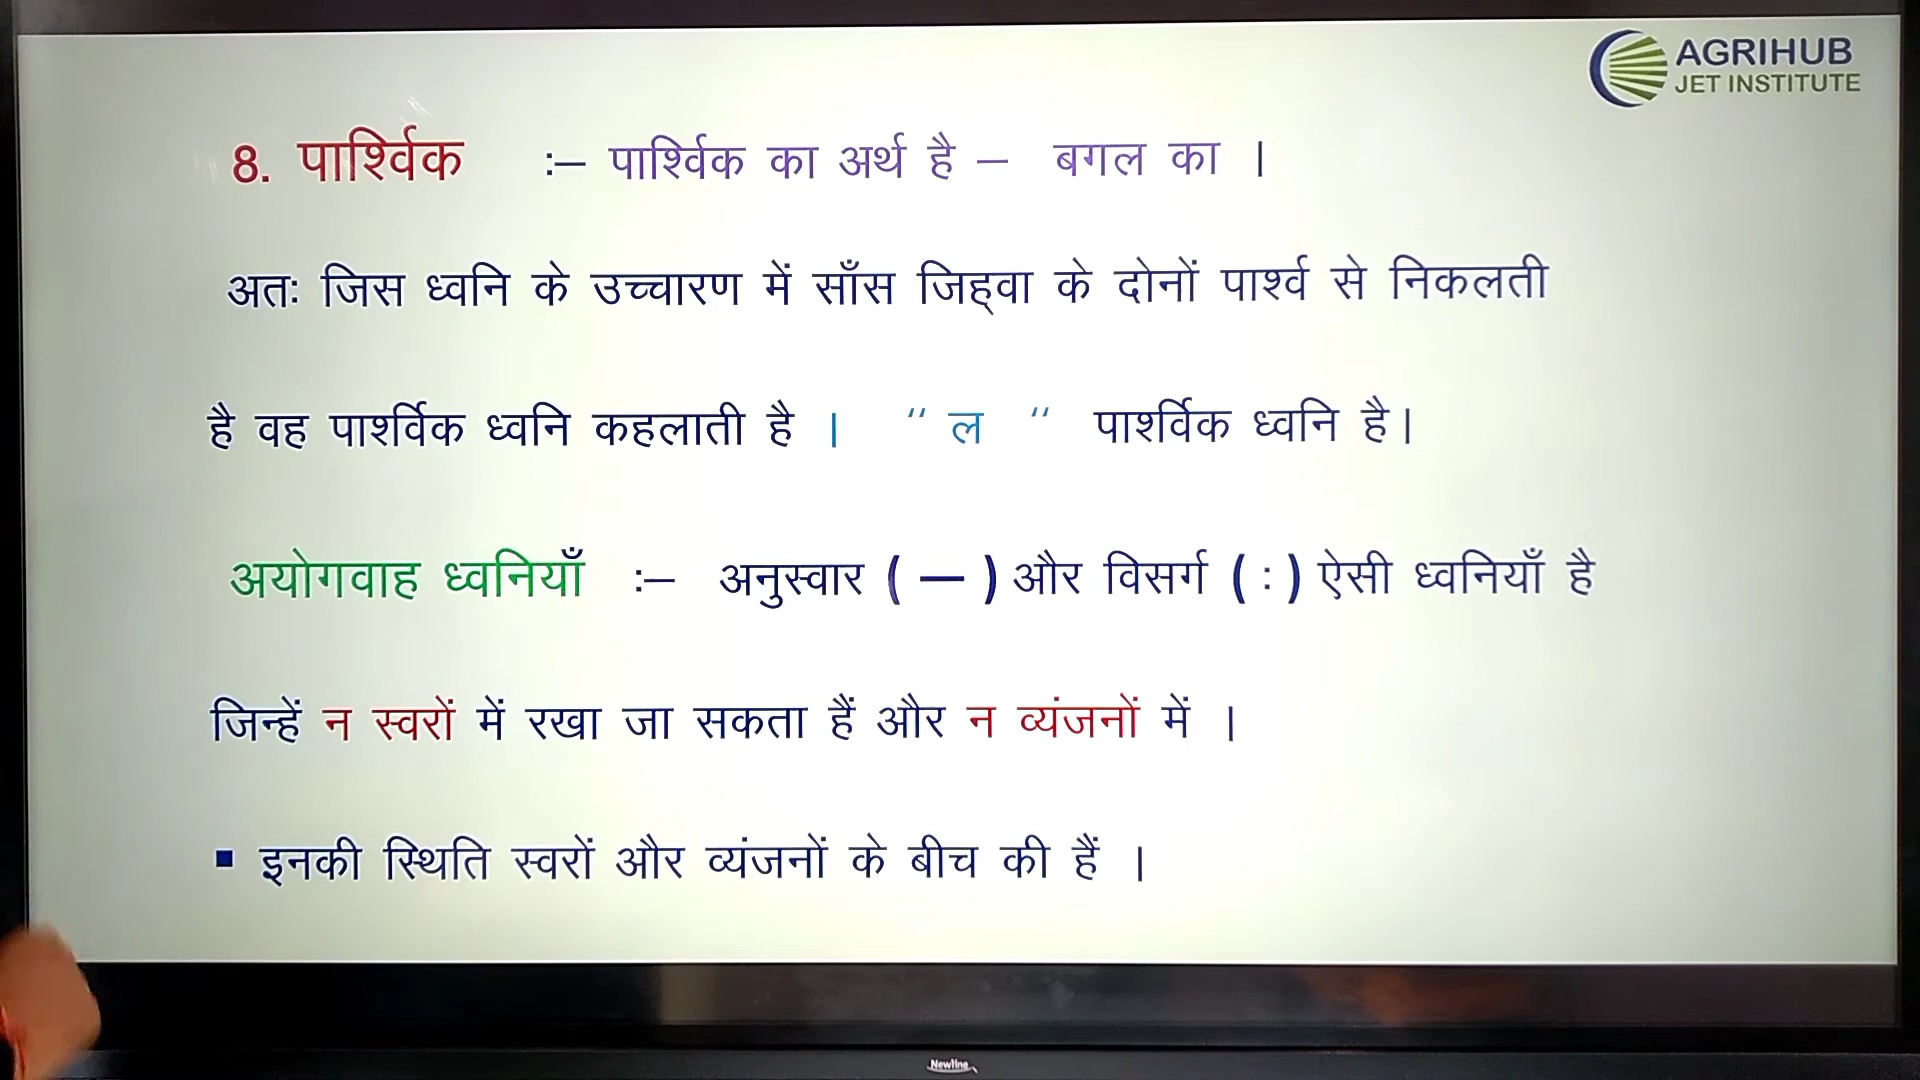 AGRIHUB
JET INSTITUTE
8. पार्श्विक :– पार्श्विक का अर्थ है – बगल का ।
अतः जिस ध्वनि के उच्चारण में साँस जिह्वा के दोनों पार्श्व से निकलती
है वह पार्श्विक ध्वनि कहलाती है । " ल “ पार्श्विक ध्वनि है।
अयोगवाह ध्वनियाँ :– अनुस्वार ( — ) और विसर्ग ( : ) ऐसी ध्वनियाँ है
जिन्हें न स्वरों में रखा जा सकता हैं और न व्यंजनों में ।
▪ इनकी स्थिति स्वरों और व्यंजनों के बीच की हैं ।
Newline